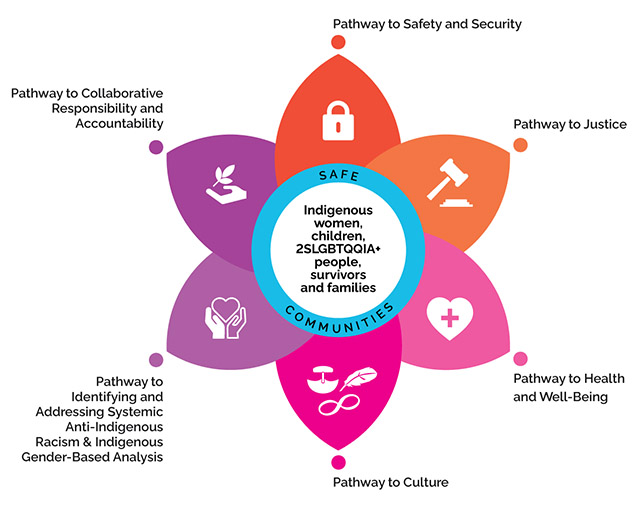 Pathway to Safety and Security
Pathway to Collaborative
Responsibility and
Accountability
Pathway to Justice
SAFE
Indigenous
women,
children,
2SLGBTQQIA+
people,
survivors
and families
COMMUNITIES
Pathway to
Identifying and
Addressing Systemic
Anti-Indigenous
Racism & Indigenous
Gender-Based Analysis
Pathway to Health
and Well-Being
Pathway to Culture